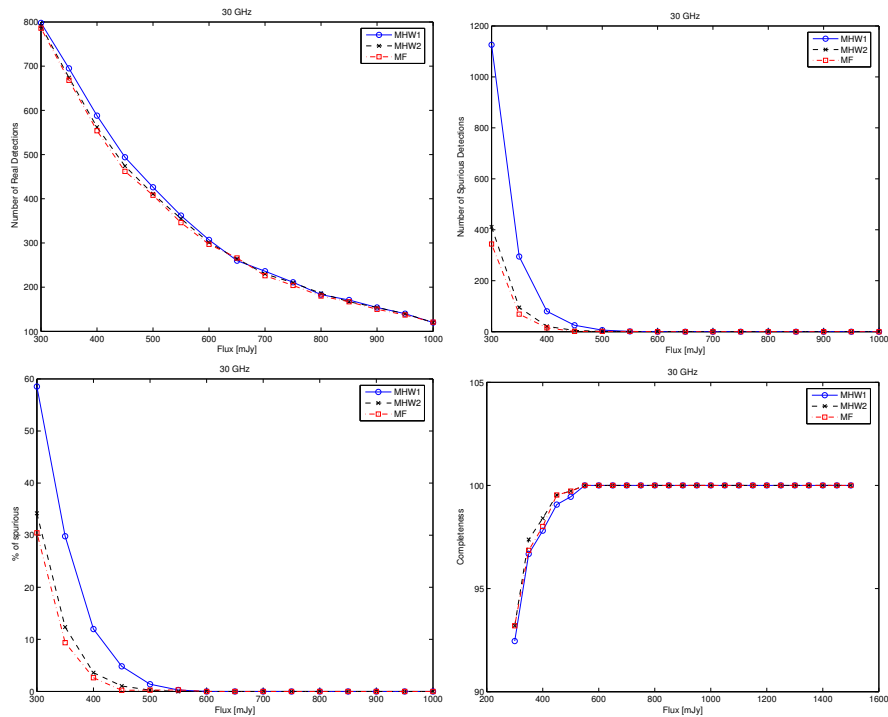 30 GHz
Number of Real Detections
800
700
600
500
400
300
200
100
300 400 500 600 700 800 900 1000
Flux [mJy]
MHW1
MHW2
MF
30 GHz
Number of Spurious Detections
1200
1000
800
600
400
200
0
300 400 500 600 700 800 900 1000
Flux [mJy]
MHW1
MHW2
MF
30 GHz
% of spurious
60
50
40
30
20
10
0
300 400 500 600 700 800 900 1000
Flux [mJy]
MHW1
MHW2
MF
30 GHz
Completeness
105
100
95
90
200 400 600 800 1000 1200 1400 1600
Flux [mJy]
MHW1
MHW2
MF